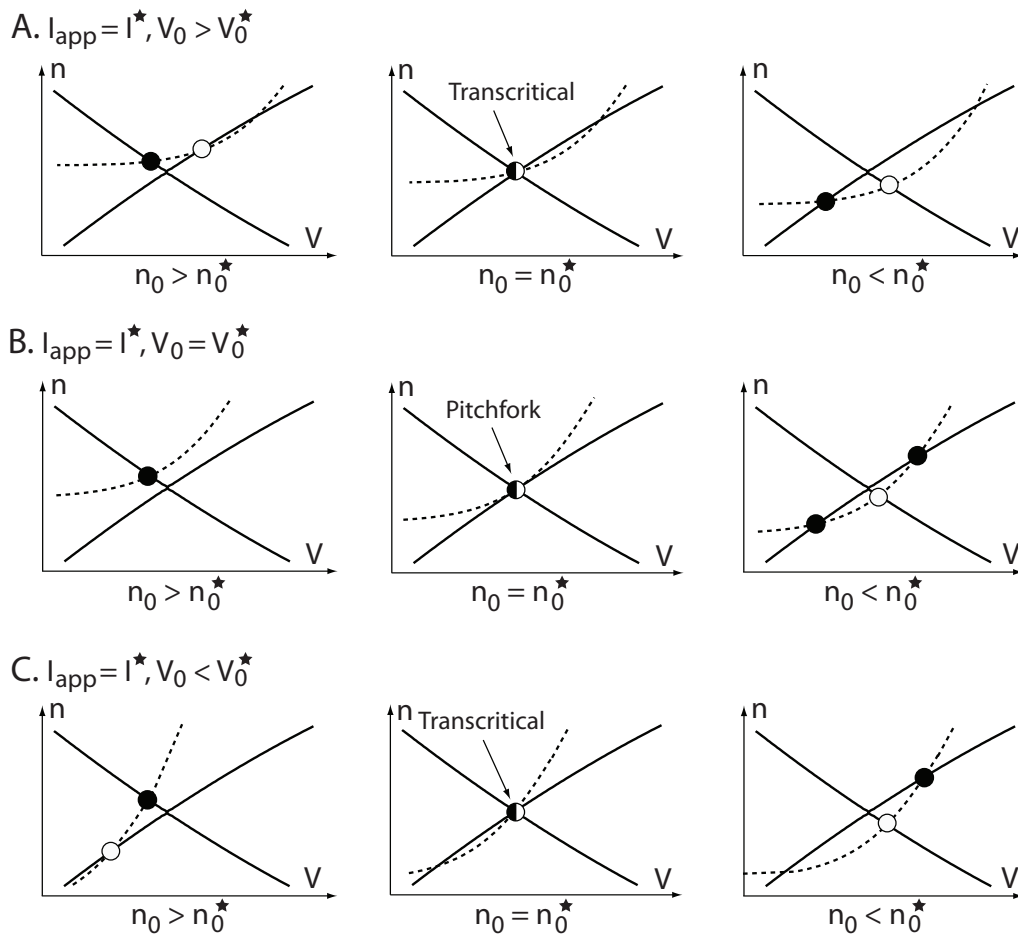 A. I_app = I★, V_0 > V_0★
n
V
n_0 > n_0★
n
Transcritical
V
n_0 = n_0★
n
V
n_0 < n_0★
B. I_app = I★, V_0 = V_0★
n
V
n_0 > n_0★
n
Pitchfork
V
n_0 = n_0★
n
V
n_0 < n_0★
C. I_app = I★, V_0 < V_0★
n
V
n_0 > n_0★
n
Transcritical
V
n_0 = n_0★
n
V
n_0 < n_0★